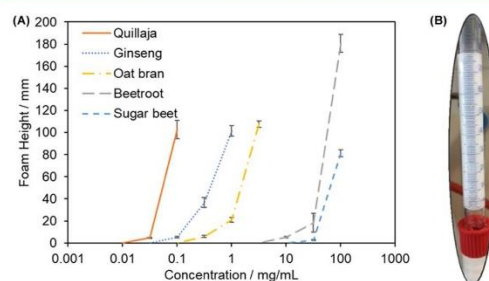 (A)
(B)
Foam Height / mm
200
180
160
140
120
100
80
60
40
20
0
Quillaja
Ginseng
Oat bran
Beetroot
Sugar beet
0.001 0.01 0.1 1 10 100 1000
Concentration / mg/mL